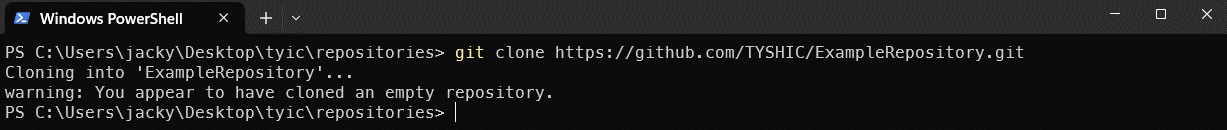 Windows PowerShell
PS C:\Users\jacky\Desktop\tyic\repositories> git clone https://github.com/TYSHIC/ExampleRepository.git
Cloning into 'ExampleRepository'...
warning: You appear to have cloned an empty repository.
PS C:\Users\jacky\Desktop\tyic\repositories>